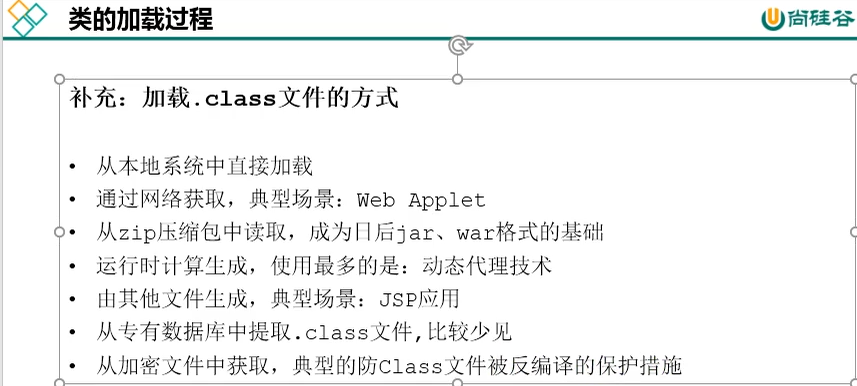 类的加载过程
尚硅谷
补充：加载.class文件的方式
• 从本地系统中直接加载
• 通过网络获取，典型场景：Web Applet
• 从zip压缩包中读取，成为日后jar、war格式的基础
• 运行时计算生成，使用最多的是：动态代理技术
• 由其他文件生成，典型场景：JSP应用
• 从专有数据库中提取.class文件,比较少见
• 从加密文件中获取，典型的防Class文件被反编译的保护措施